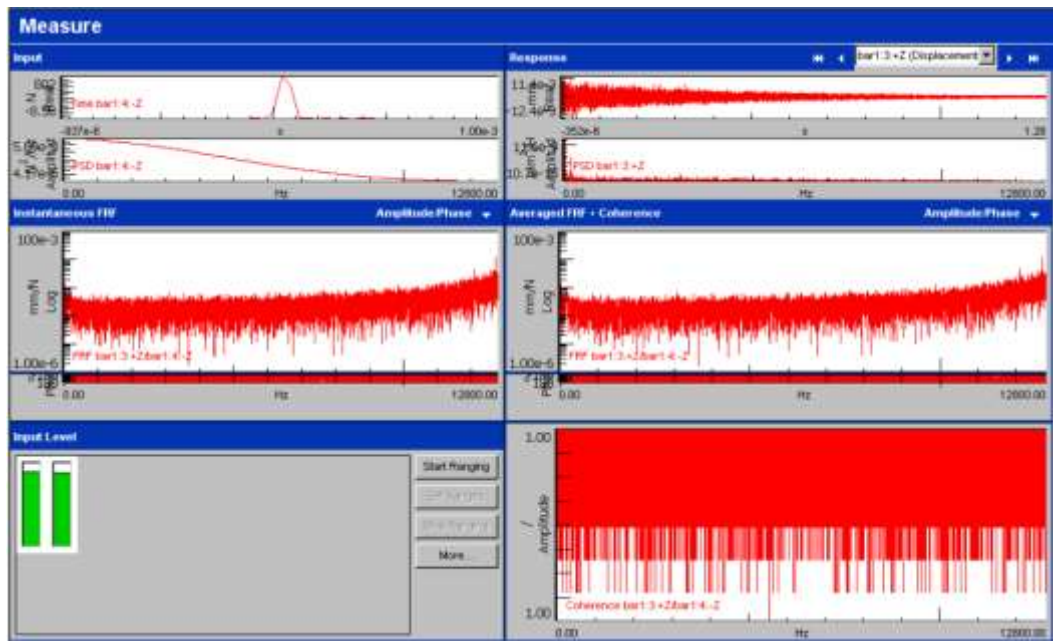 Measure
Input
Response
bar1:3:+Z (Displacement
Time bar1:4:-Z
-837e-6
s
1.00e-3
PSD bar1:4:-Z
0.00
Hz
12800.00
-352e-6
s
1.28
PSD bar1:3:+Z
0.00
Hz
12800.00
Instantaneous FRF
Amplitude/Phase
Averaged FRF + Coherence
Amplitude/Phase
100e-3
mm/N
Log
1.00e-6
FRF bar1:3:+Z/bar1:4:-Z
0.00
Hz
12800.00
100e-3
mm/N
Log
1.00e-6
FRF bar1:3:+Z/bar1:4:-Z
0.00
Hz
12800.00
Input Level
Start Ranging
More...
1.00
/
Amplitude
1.00
Coherence bar1:3:+Z/bar1:4:-Z
0.00
Hz
12800.00